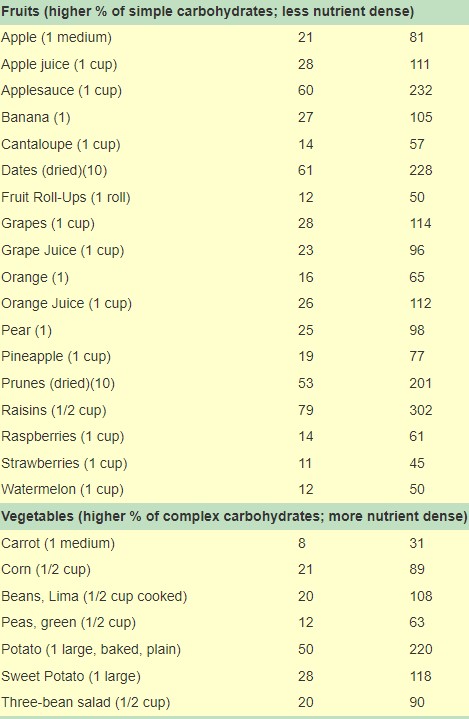 Fruits (higher % of simple carbohydrates; less nutrient dense)
Apple (1 medium) 21 81
Apple juice (1 cup) 28 111
Applesauce (1 cup) 60 232
Banana (1) 27 105
Cantaloupe (1 cup) 14 57
Dates (dried)(10) 61 228
Fruit Roll-Ups (1 roll) 12 50
Grapes (1 cup) 28 114
Grape Juice (1 cup) 23 96
Orange (1) 16 65
Orange Juice (1 cup) 26 112
Pear (1) 25 98
Pineapple (1 cup) 19 77
Prunes (dried)(10) 53 201
Raisins (1/2 cup) 79 302
Raspberries (1 cup) 14 61
Strawberries (1 cup) 11 45
Watermelon (1 cup) 12 50
Vegetables (higher % of complex carbohydrates; more nutrient dense)
Carrot (1 medium) 8 31
Corn (1/2 cup) 21 89
Beans, Lima (1/2 cup cooked) 20 108
Peas, green (1/2 cup) 12 63
Potato (1 large, baked, plain) 50 220
Sweet Potato (1 large) 28 118
Three-bean salad (1/2 cup) 20 90